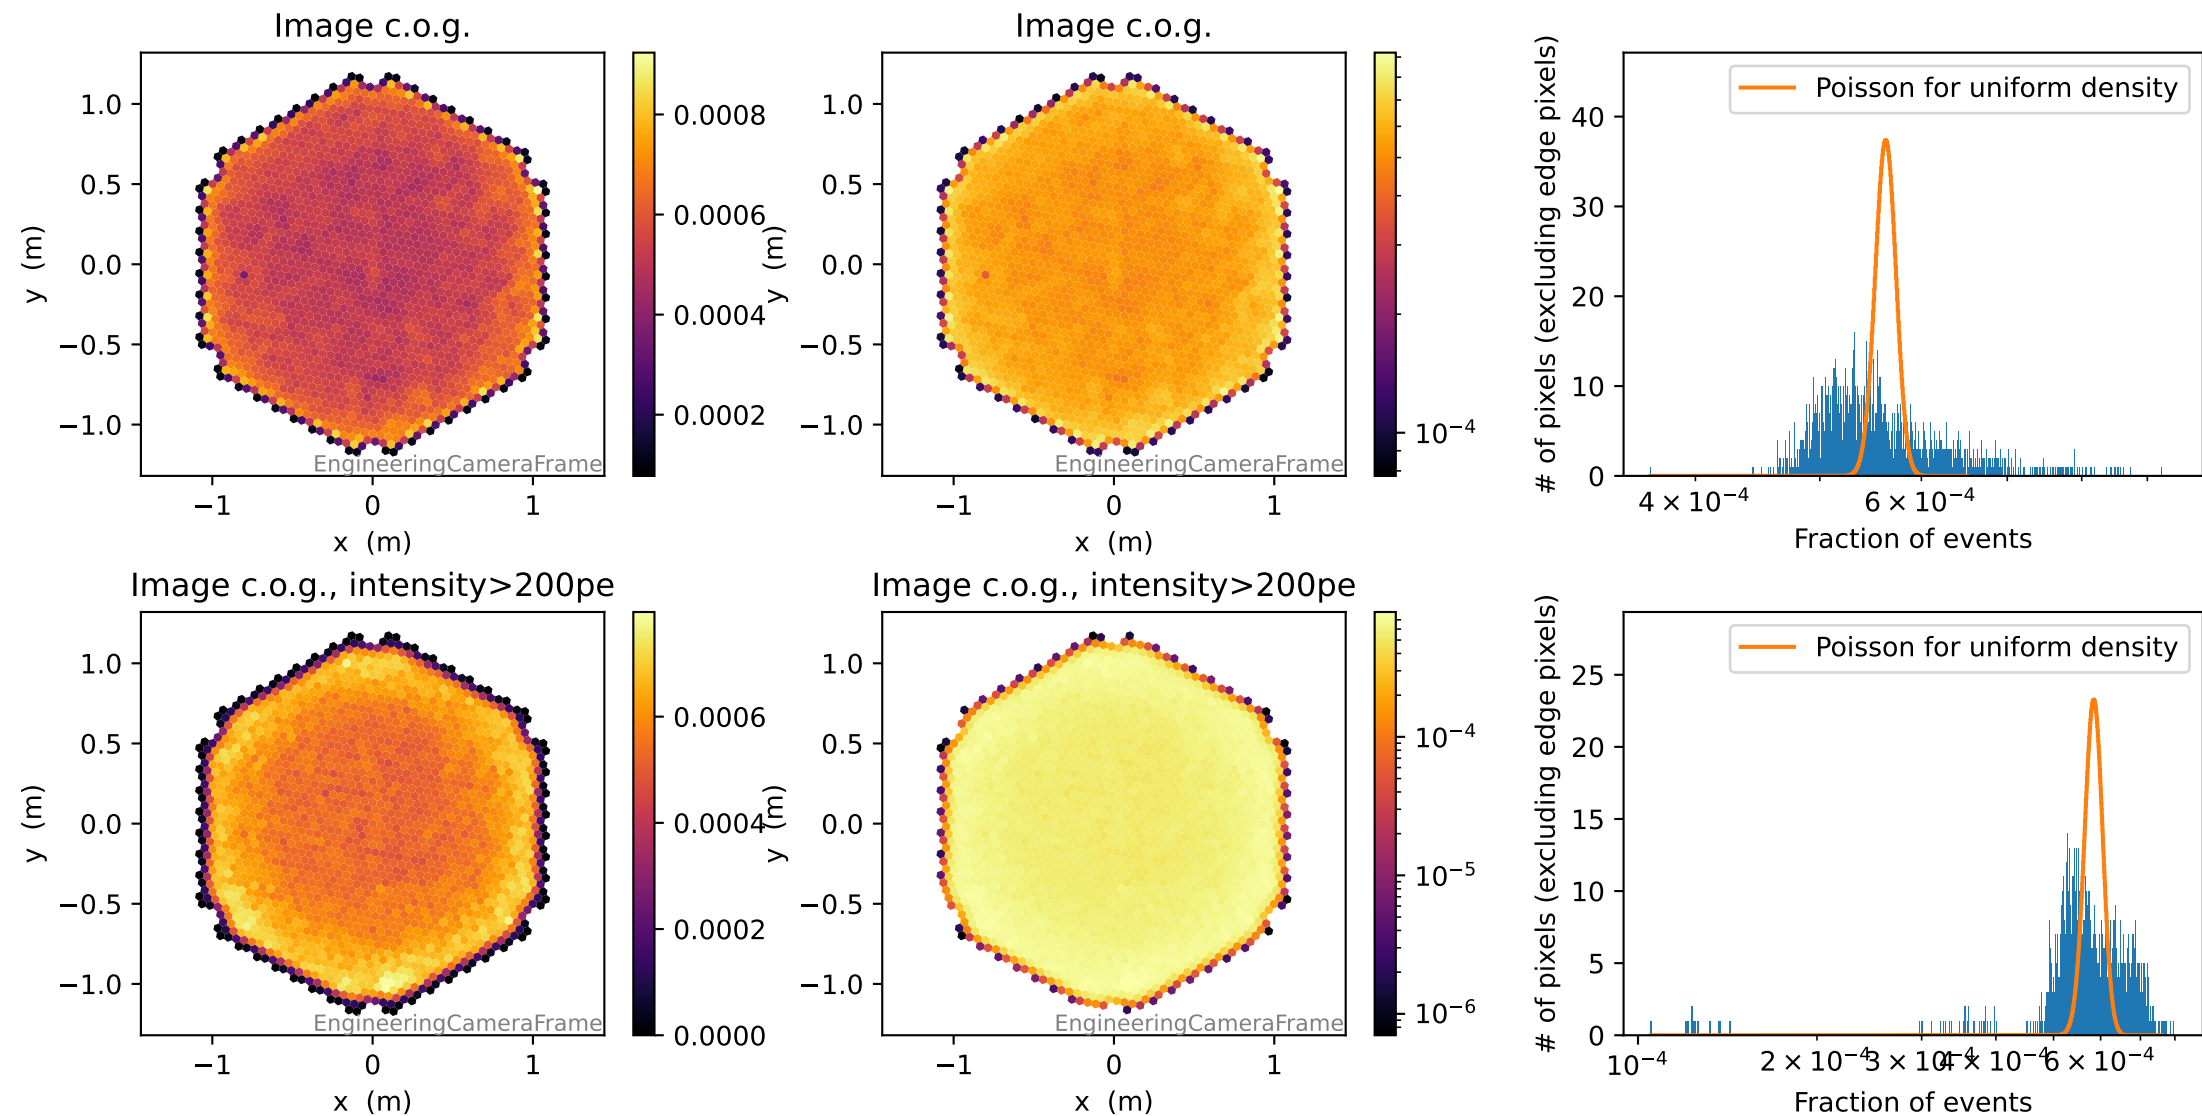 Image c.o.g.
1.0
0.5
0.0
−0.5
−1.0
y (m)
−1
0
1
x (m)
EngineeringCameraFrame
0.0008
0.0006
0.0004
0.0002
Image c.o.g.
1.0
0.5
0.0
−0.5
−1.0
y (m)
−1
0
1
x (m)
EngineeringCameraFrame
10⁻⁴
Poisson for uniform density
# of pixels (excluding edge pixels)
40
30
20
10
0
4 × 10⁻⁴
6 × 10⁻⁴
Fraction of events
Image c.o.g., intensity>200pe
1.0
0.5
0.0
−0.5
−1.0
y (m)
−1
0
1
x (m)
EngineeringCameraFrame
0.0006
0.0004
0.0002
0.0000
Image c.o.g., intensity>200pe
1.0
0.5
0.0
−0.5
−1.0
y (m)
−1
0
1
x (m)
EngineeringCameraFrame
10⁻⁴
10⁻⁵
10⁻⁶
Poisson for uniform density
# of pixels (excluding edge pixels)
25
20
15
10
5
0
10⁻⁴
2 × 10⁻⁴
3 × 10⁻⁴
4 × 10⁻⁴
6 × 10⁻⁴
Fraction of events